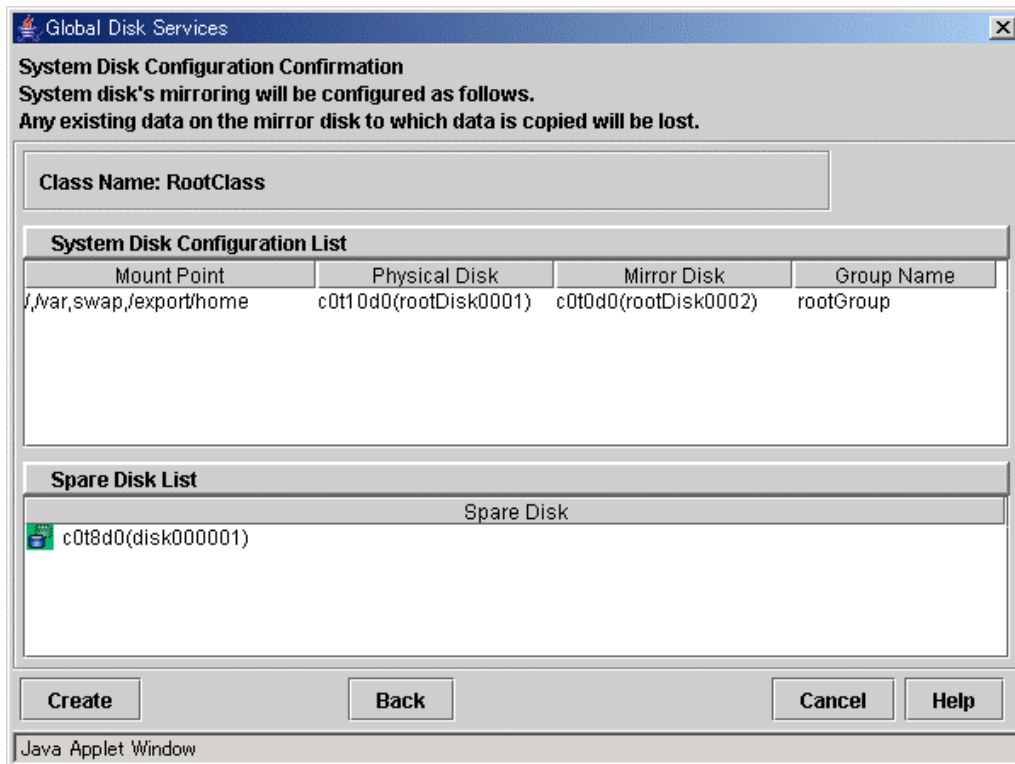 Global Disk Services
System Disk Configuration Confirmation
System disk's mirroring will be configured as follows.
Any existing data on the mirror disk to which data is copied will be lost.
Class Name: RootClass
System Disk Configuration List
Mount Point Physical Disk Mirror Disk Group Name
/,/var,swap,/export/home c0t10d0(rootDisk0001) c0t0d0(rootDisk0002) rootGroup
Spare Disk List
Spare Disk
c0t8d0(disk000001)
Create Back Cancel Help
Java Applet Window